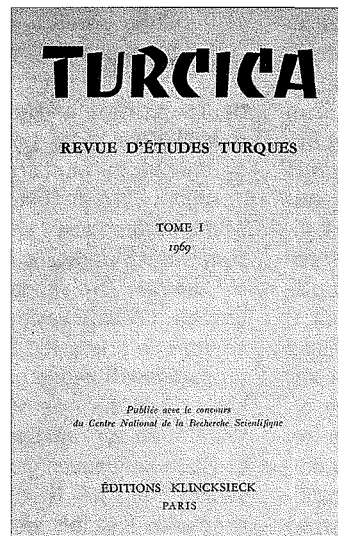 TURCICA
REVUE D'ÉTUDES TURQUES
TOME I
1969
Publiée avec le concours
du Centre National de la Recherche Scientifique
ÉDITIONS KLINCKSIECK
PARIS